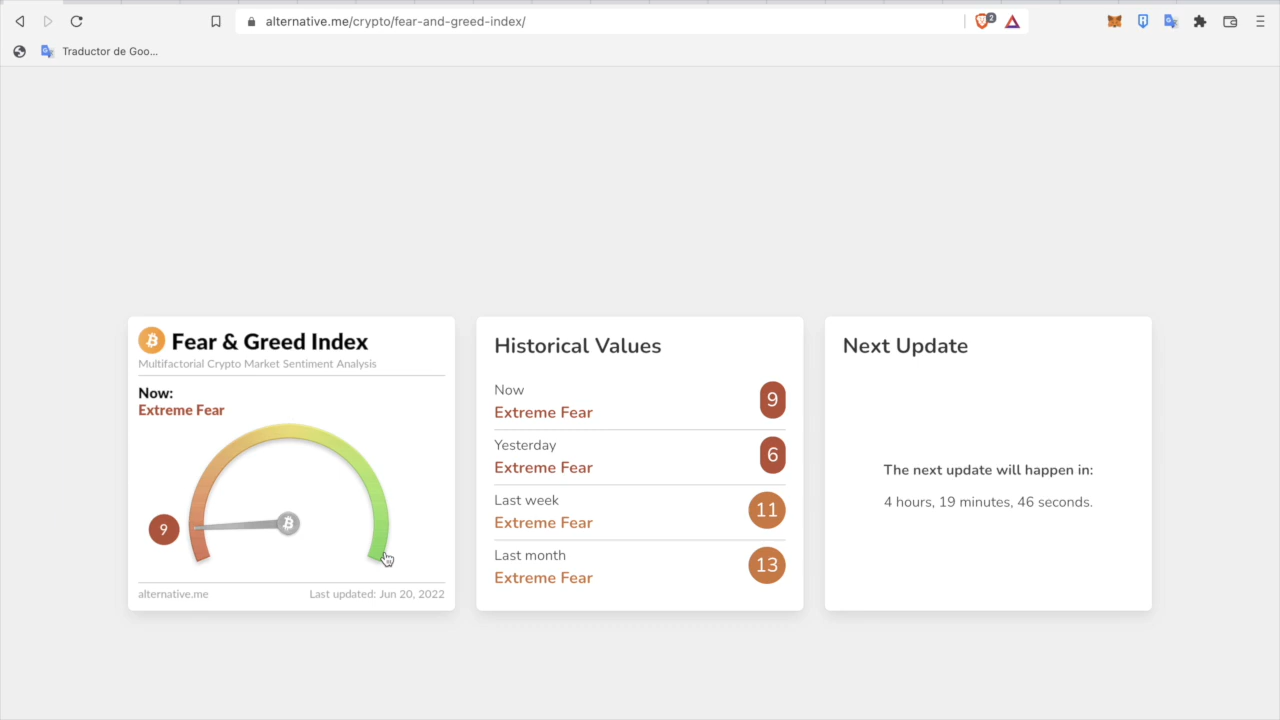 alternative.me/crypto/fear-and-greed-index/
2
Traductor de Goo...
Fear & Greed Index
Multifactorial Crypto Market Sentiment Analysis
Now:
Extreme Fear
9
alternative.me
Last updated: Jun 20, 2022
Historical Values
Now
Extreme Fear
9
Yesterday
Extreme Fear
6
Last week
Extreme Fear
11
Last month
Extreme Fear
13
Next Update
The next update will happen in:
4 hours, 19 minutes, 46 seconds.